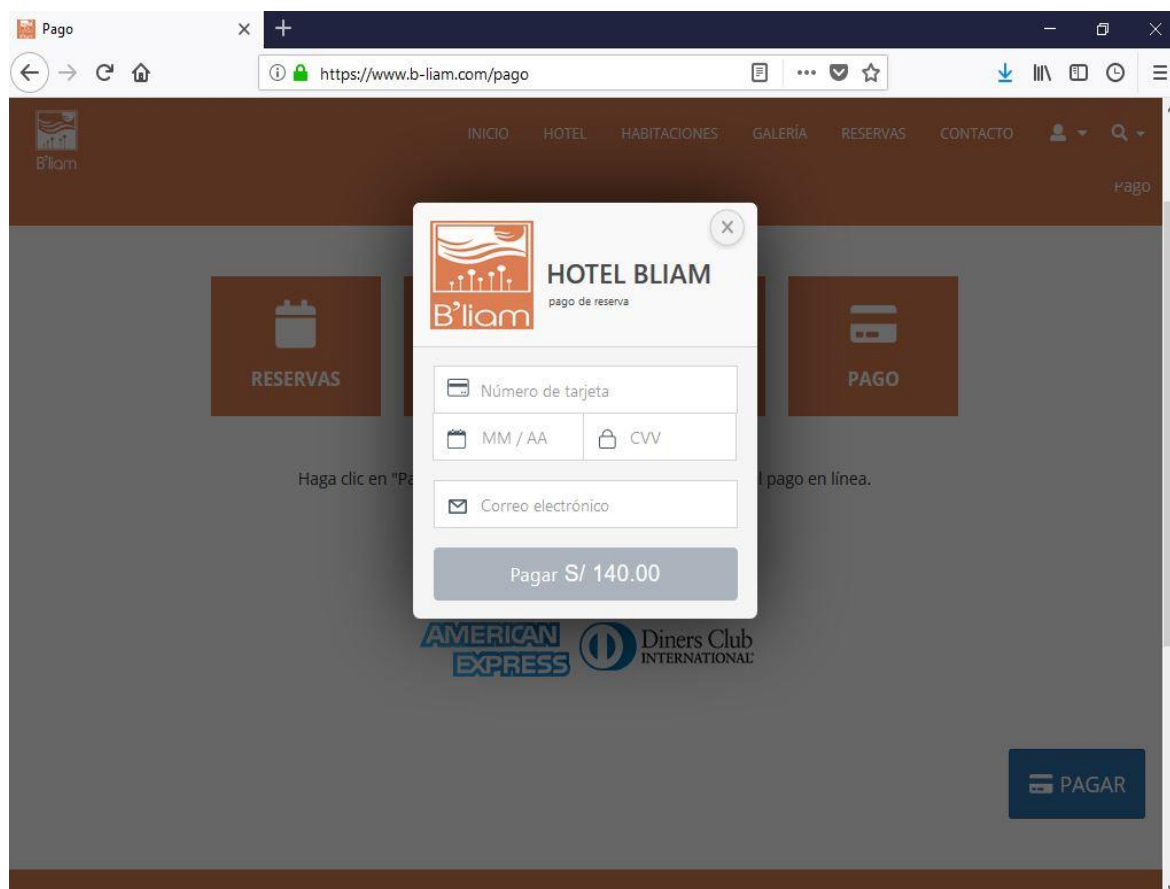 Pago
https://www.b-liam.com/pago
B'liam
INICIO HOTEL HABITACIONES GALERÍA RESERVAS CONTACTO
Pago
B'liam
HOTEL BLIAM
pago de reserva
RESERVAS
PAGO
Número de tarjeta
MM / AA CVV
Haga clic en "Pa
l pago en línea.
Correo electrónico
Pagar S/ 140.00
AMERICAN EXPRESS
Diners Club
INTERNATIONAL
PAGAR